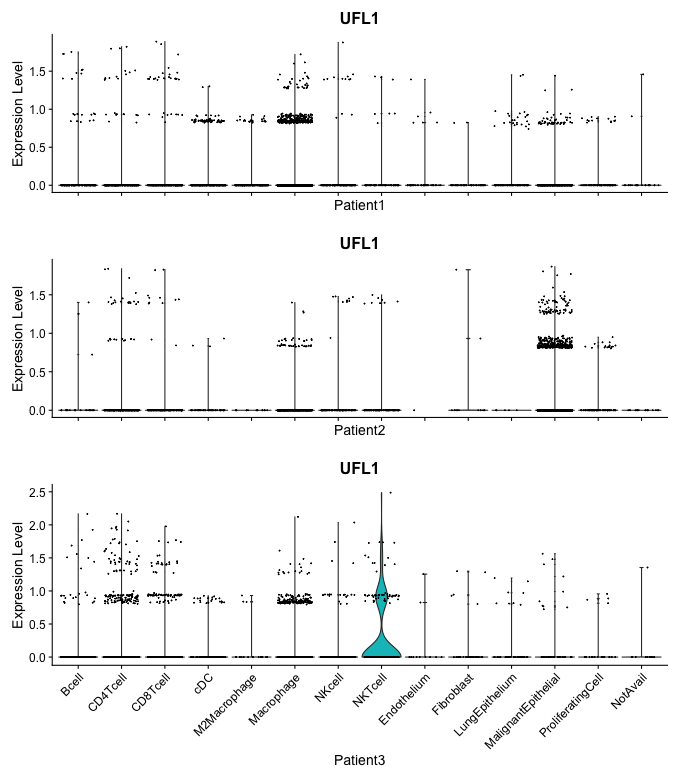 UFL1
Expression Level
1.5
1.0
0.5
0.0
Patient1
UFL1
Expression Level
1.5
1.0
0.5
0.0
Patient2
UFL1
Expression Level
2.5
2.0
1.5
1.0
0.5
0.0
Bcell
CD4Tcell
CD8Tcell
cDC
M2Macrophage
Macrophage
NKcell
NKTcell
Endothelium
Fibroblast
LungEpithelium
MalignantEpithelial
ProliferatingCell
NotAvail
Patient3